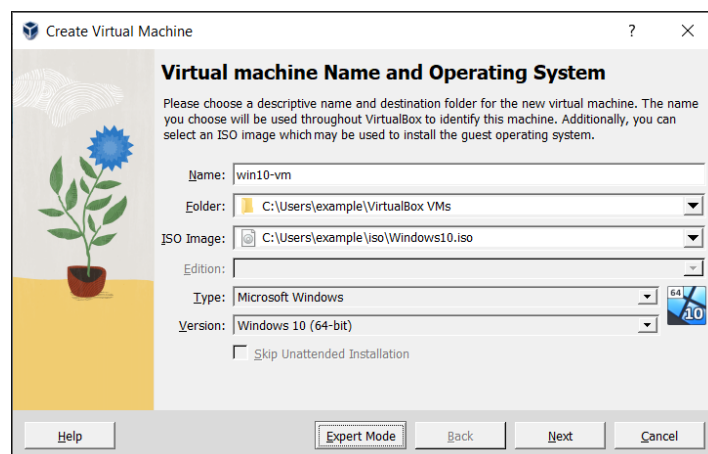 Create Virtual Machine
Virtual machine Name and Operating System
Please choose a descriptive name and destination folder for the new virtual machine. The name
you choose will be used throughout VirtualBox to identify this machine. Additionally, you can
select an ISO image which may be used to install the guest operating system.
Name: win10-vm
Folder: C:\Users\example\VirtualBox VMs
ISO Image: C:\Users\example\iso\Windows10.iso
Edition:
Type: Microsoft Windows
64
10
Version: Windows 10 (64-bit)
Skip Unattended Installation
Help Expert Mode Back Next Cancel